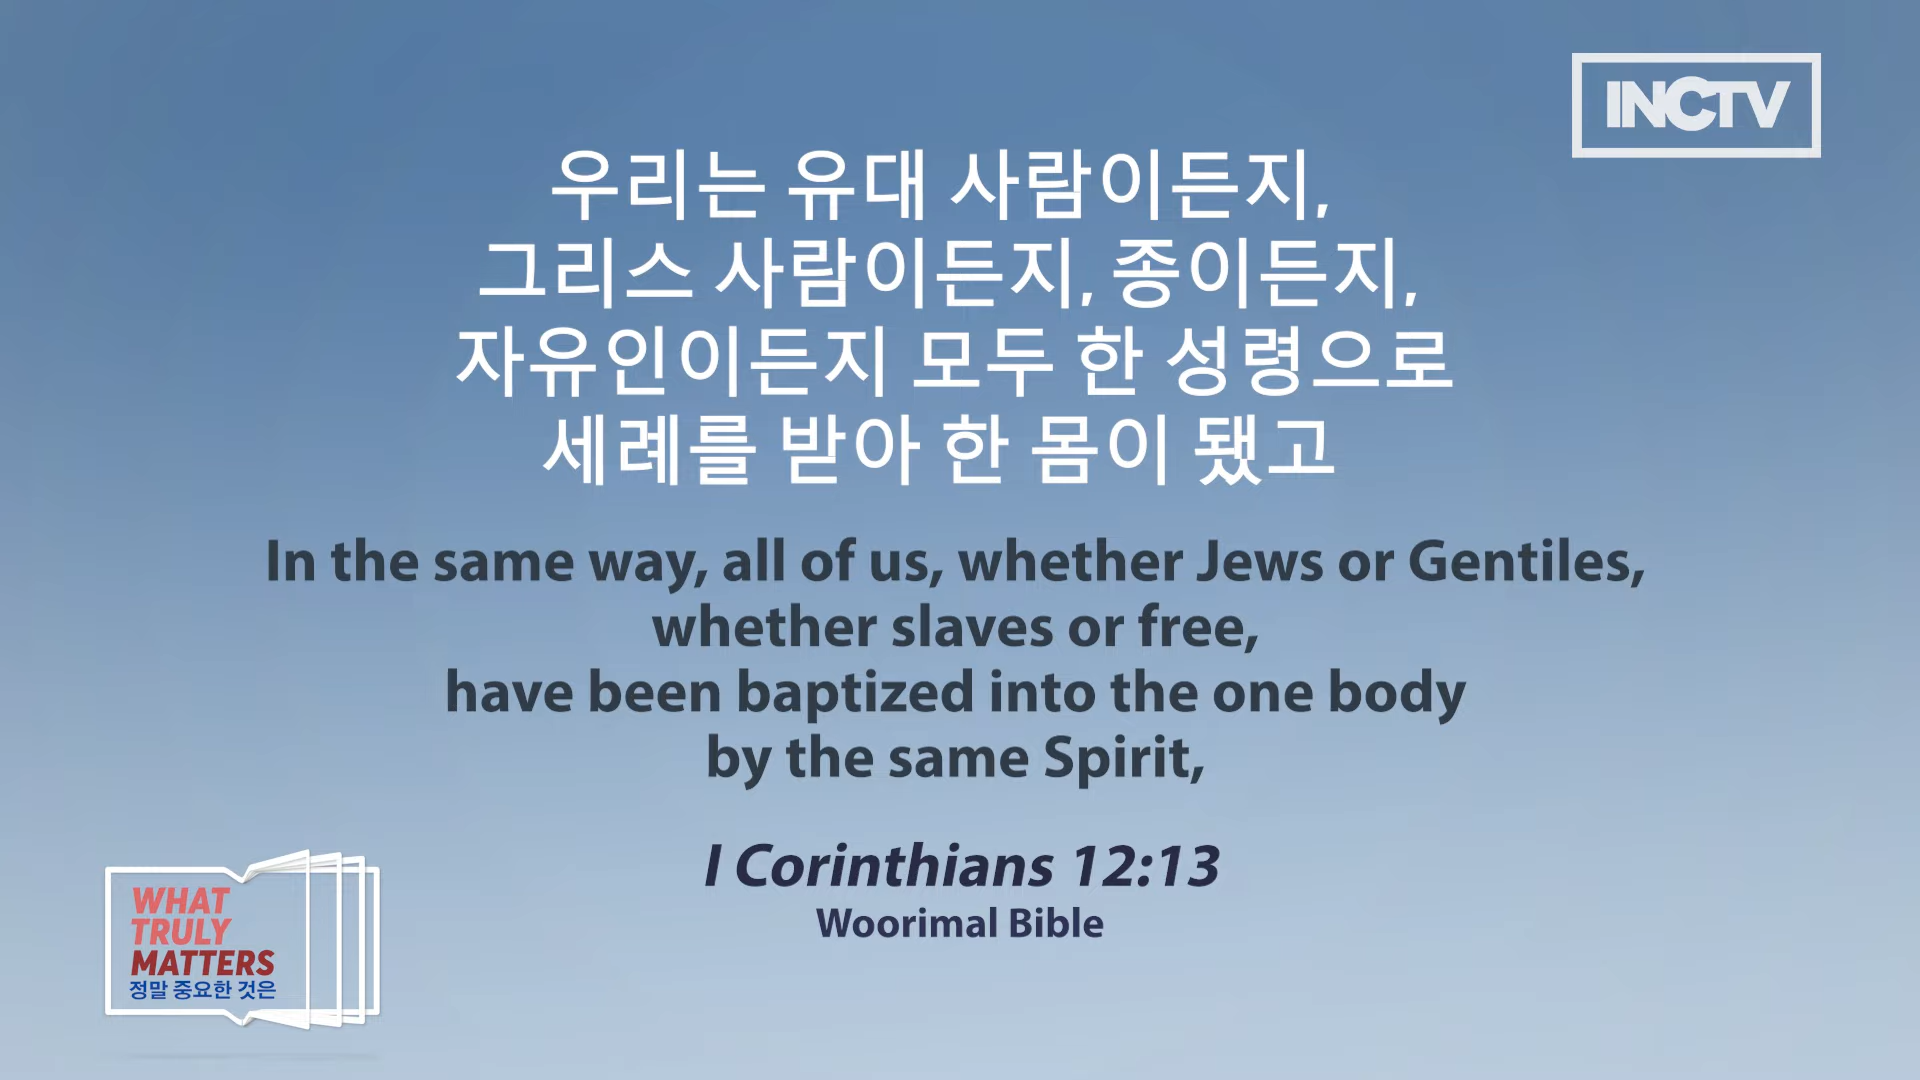 INCTV
우리는 유대 사람이든지,
그리스 사람이든지, 종이든지,
자유인이든지 모두 한 성령으로
세례를 받아 한 몸이 됐고
In the same way, all of us, whether Jews or Gentiles,
whether slaves or free,
have been baptized into the one body
by the same Spirit,
I Corinthians 12:13
Woorimal Bible
WHAT
TRULY
MATTERS
정말 중요한 것은